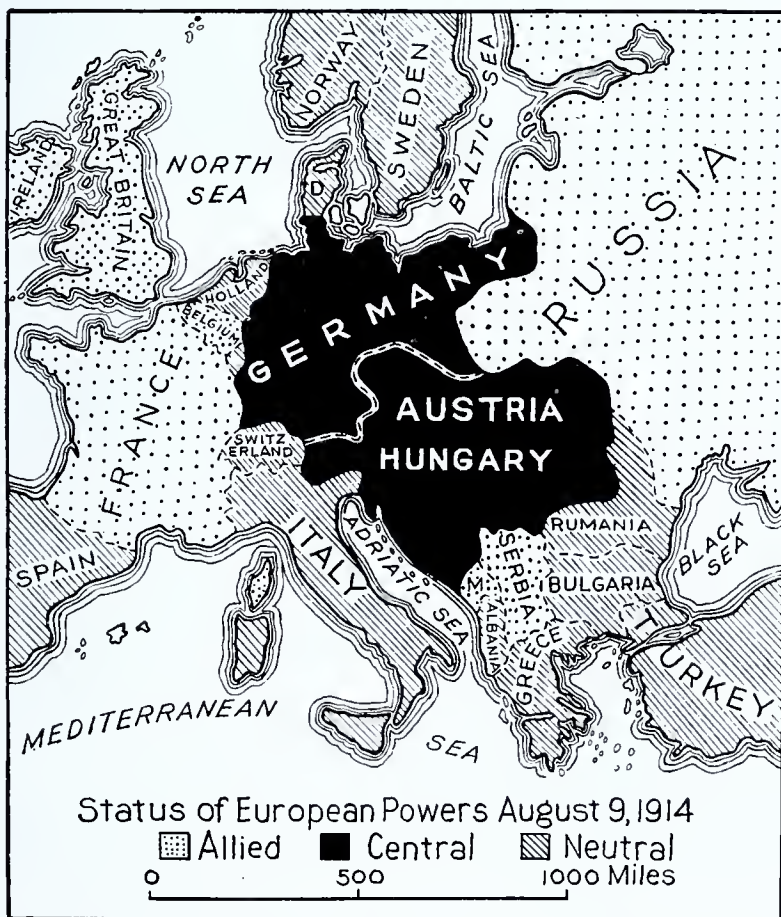 NORWAY
SWEDEN
BALTIC SEA
IRELAND
GREAT BRITAIN
NORTH
SEA
D
RUSSIA
HOLLAND
BELGIUM
GERMANY
FRANCE
AUSTRIA
HUNGARY
SWITZ
ERLAND
ITALY
ADRIATIC SEA
SPAIN
RUMANIA
BLACK
SEA
SERBIA
M
BULGARIA
ALBANIA
GREECE
TURKEY
MEDITERRANEAN
SEA
Status of European Powers August 9, 1914
Allied Central Neutral
0 500 1000 Miles